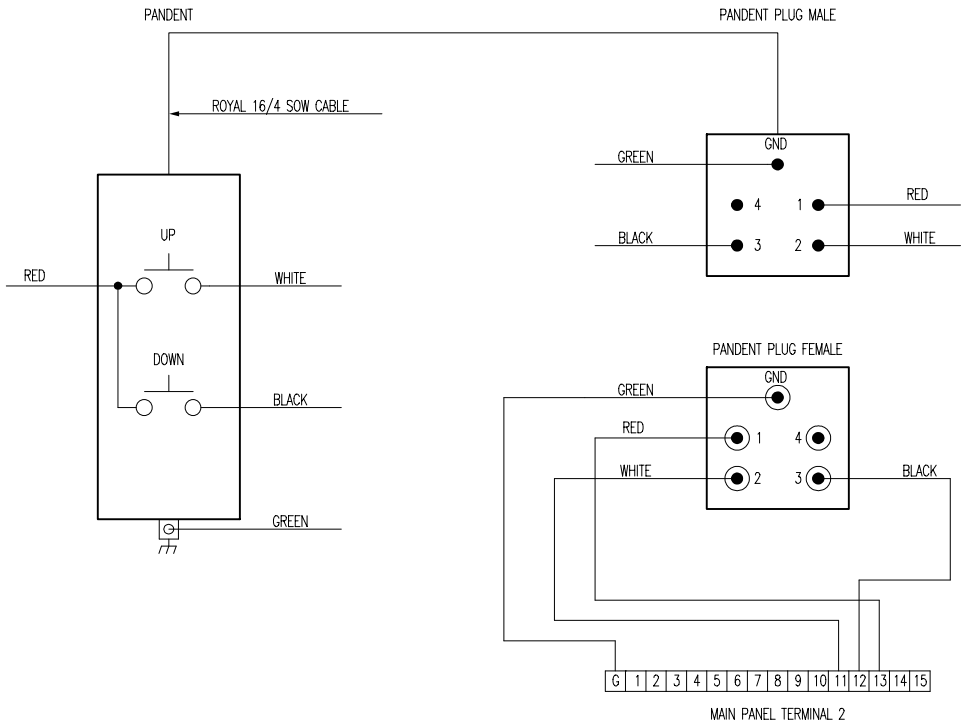 PANDENT
PANDENT PLUG MALE
ROYAL 16/4 SOW CABLE
GND
GREEN
4 1
RED
BLACK
3 2
WHITE
UP
RED
WHITE
DOWN
BLACK
GREEN
PANDENT PLUG FEMALE
GND
GREEN
RED
1 4
WHITE
2 3
BLACK
G 1 2 3 4 5 6 7 8 9 10 11 12 13 14 15
MAIN PANEL TERMINAL 2